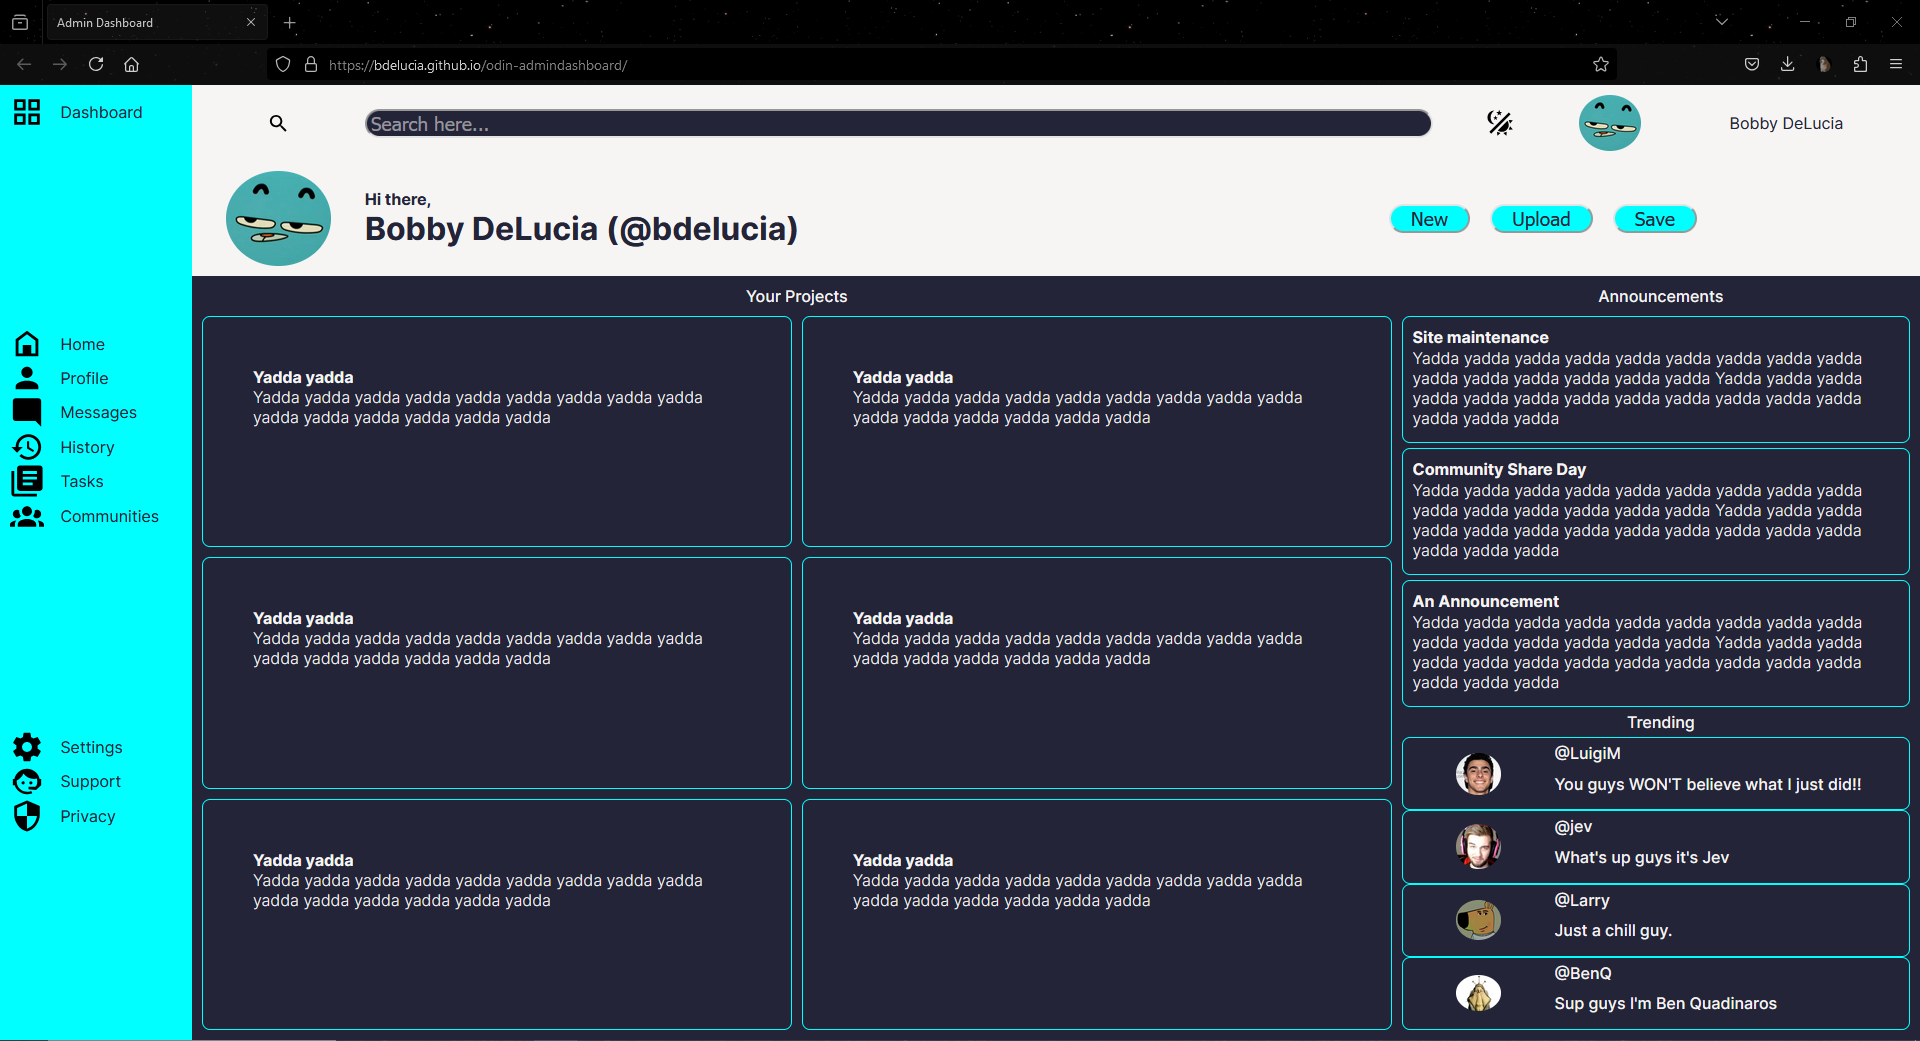 Admin Dashboard
https://bdelucia.github.io/odin-admindashboard/
Dashboard
Home
Profile
Messages
History
Tasks
Communities
Settings
Support
Privacy
Search here...
Bobby DeLucia
Hi there,
Bobby DeLucia (@bdelucia)
New
Upload
Save
Your Projects
Yadda yadda
Yadda yadda yadda yadda yadda yadda yadda yadda yadda
yadda yadda yadda yadda yadda yadda
Yadda yadda
Yadda yadda yadda yadda yadda yadda yadda yadda yadda
yadda yadda yadda yadda yadda yadda
Yadda yadda
Yadda yadda yadda yadda yadda yadda yadda yadda yadda
yadda yadda yadda yadda yadda yadda
Yadda yadda
Yadda yadda yadda yadda yadda yadda yadda yadda yadda
yadda yadda yadda yadda yadda yadda
Yadda yadda
Yadda yadda yadda yadda yadda yadda yadda yadda yadda
yadda yadda yadda yadda yadda yadda
Yadda yadda
Yadda yadda yadda yadda yadda yadda yadda yadda yadda
yadda yadda yadda yadda yadda yadda
Announcements
Site maintenance
Yadda yadda yadda yadda yadda yadda yadda yadda yadda
yadda yadda yadda yadda yadda yadda Yadda yadda yadda
yadda yadda yadda yadda yadda yadda yadda yadda yadda
yadda yadda yadda
Community Share Day
Yadda yadda yadda yadda yadda yadda yadda yadda yadda
yadda yadda yadda yadda yadda yadda Yadda yadda yadda
yadda yadda yadda yadda yadda yadda yadda yadda yadda
yadda yadda yadda
An Announcement
Yadda yadda yadda yadda yadda yadda yadda yadda yadda
yadda yadda yadda yadda yadda yadda Yadda yadda yadda
yadda yadda yadda yadda yadda yadda yadda yadda yadda
yadda yadda yadda
Trending
@LuigiM
You guys WON'T believe what I just did!!
@jev
What's up guys it's Jev
@Larry
Just a chill guy.
@BenQ
Sup guys I'm Ben Quadinaros